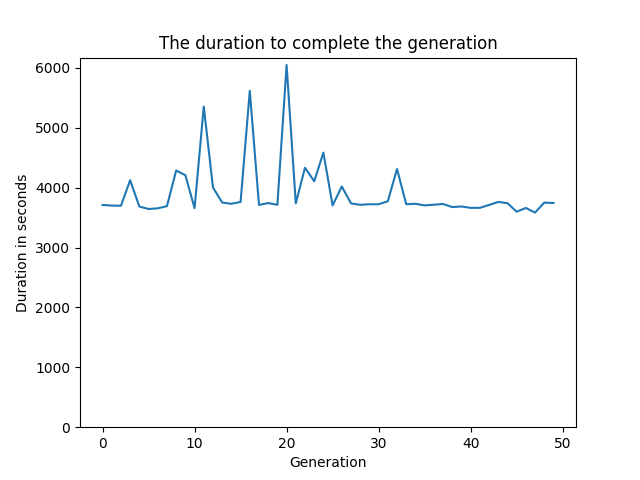 The duration to complete the generation
6000
5000
4000
3000
2000
1000
0
Duration in seconds
0 10 20 30 40 50
Generation